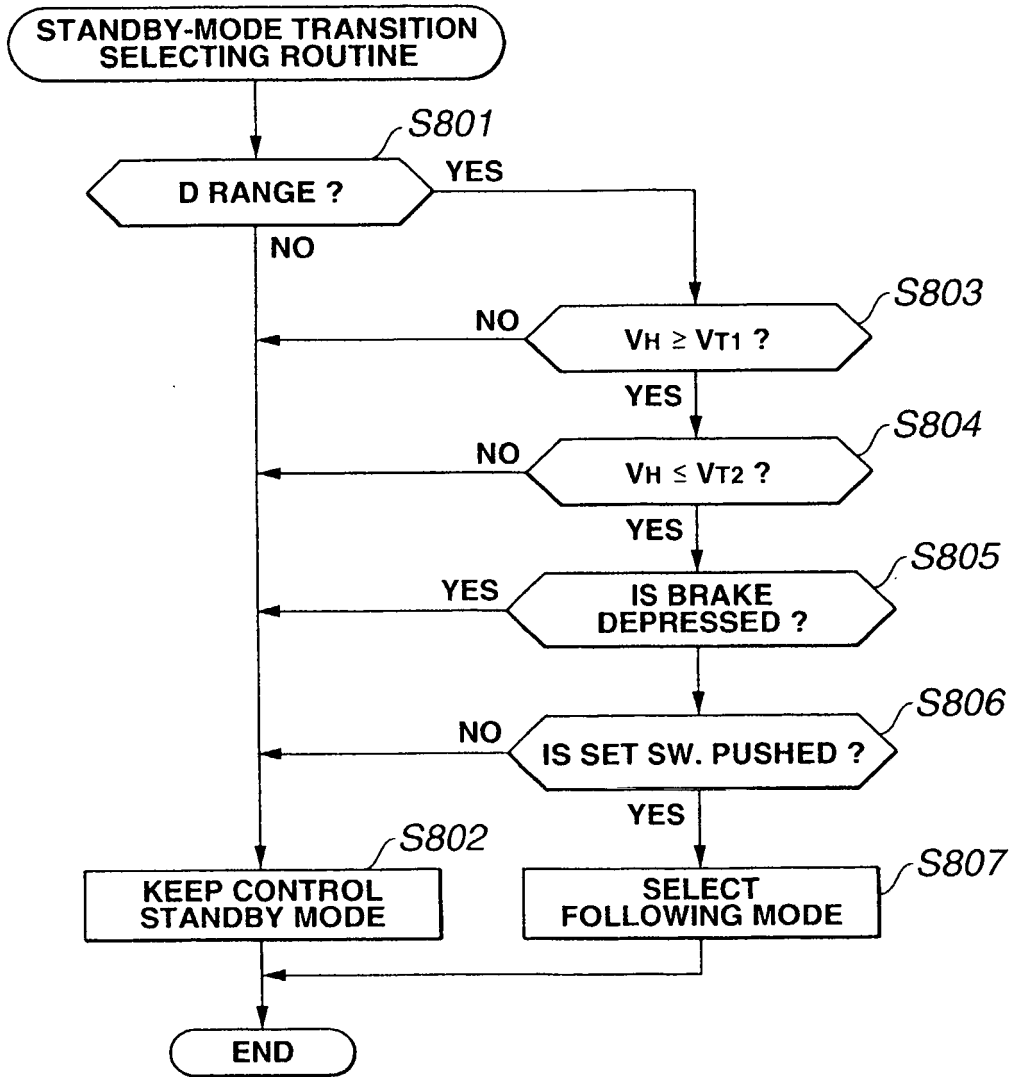 STANDBY-MODE TRANSITION
SELECTING ROUTINE
S801
D RANGE ?
YES
NO
S803
VH ≥ VT1 ?
NO
YES
S804
VH ≤ VT2 ?
NO
YES
S805
IS BRAKE
DEPRESSED ?
YES
S806
IS SET SW. PUSHED ?
NO
YES
S802
KEEP CONTROL
STANDBY MODE
S807
SELECT
FOLLOWING MODE
END